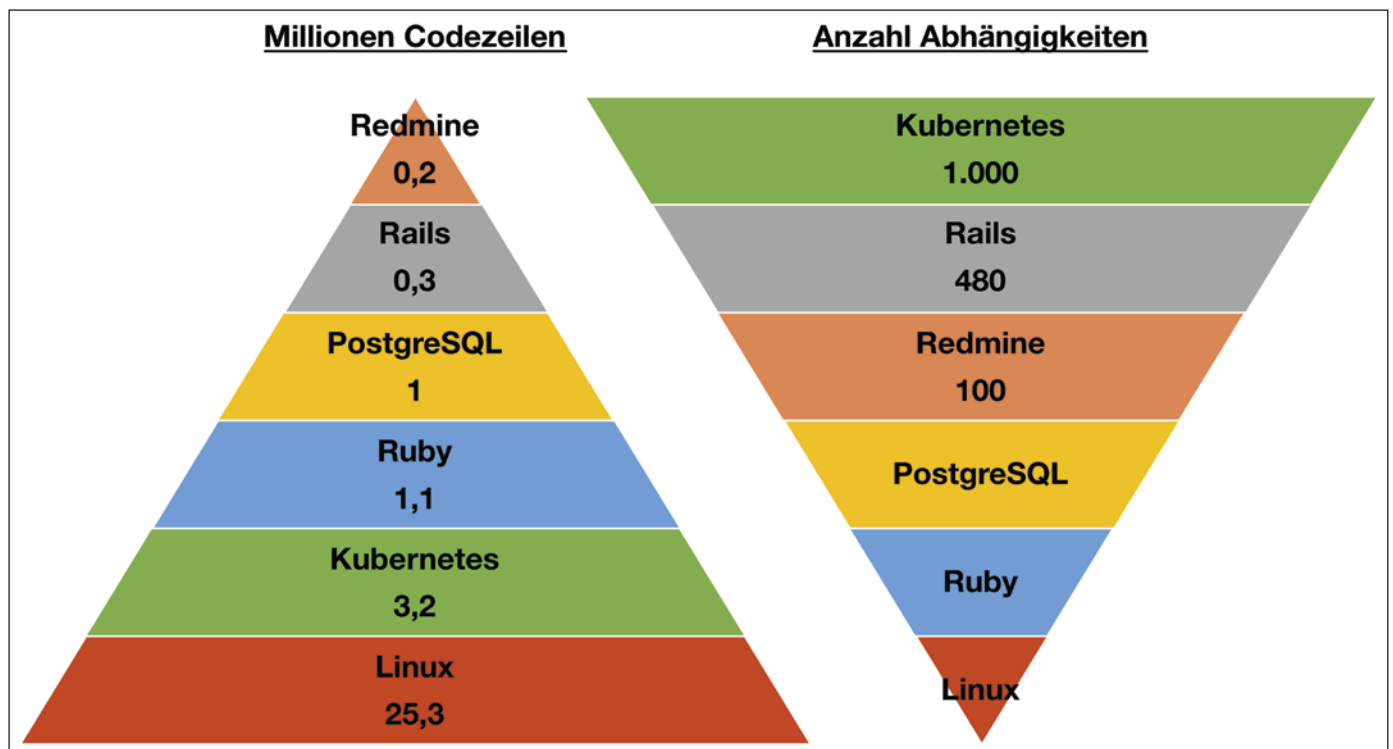 Millionen Codezeilen
Redmine
0,2
Rails
0,3
PostgreSQL
1
Ruby
1,1
Kubernetes
3,2
Linux
25,3
Anzahl Abhängigkeiten
Kubernetes
1.000
Rails
480
Redmine
100
PostgreSQL
Ruby
Linux